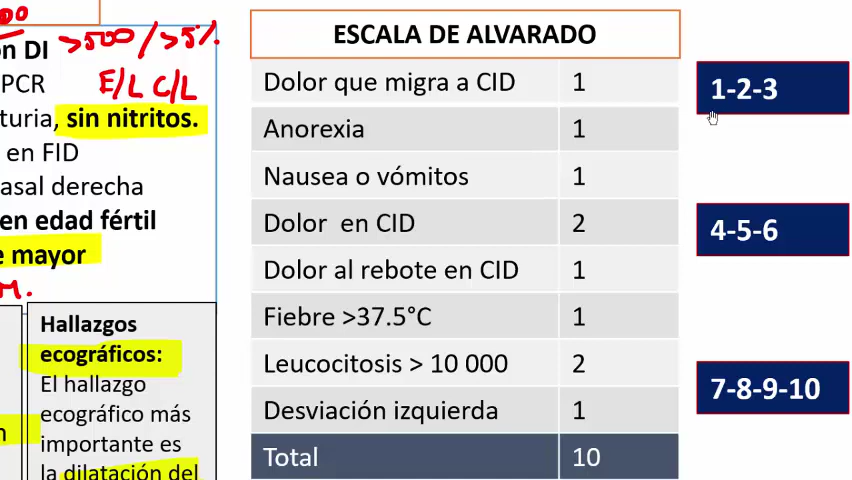 00
ón DI
>500 / >5%
PCR
E/L C/L
turia, sin nitritos.
en FID
asal derecha
en edad fértil
e mayor
M.
Hallazgos
ecográficos:
El hallazgo
ecográfico más
importante es
la dilatación del
n
ESCALA DE ALVARADO
Dolor que migra a CID 1
Anorexia 1
Nausea o vómitos 1
Dolor en CID 2
Dolor al rebote en CID 1
Fiebre >37.5°C 1
Leucocitosis > 10 000 2
Desviación izquierda 1
Total 10
1-2-3
4-5-6
7-8-9-10